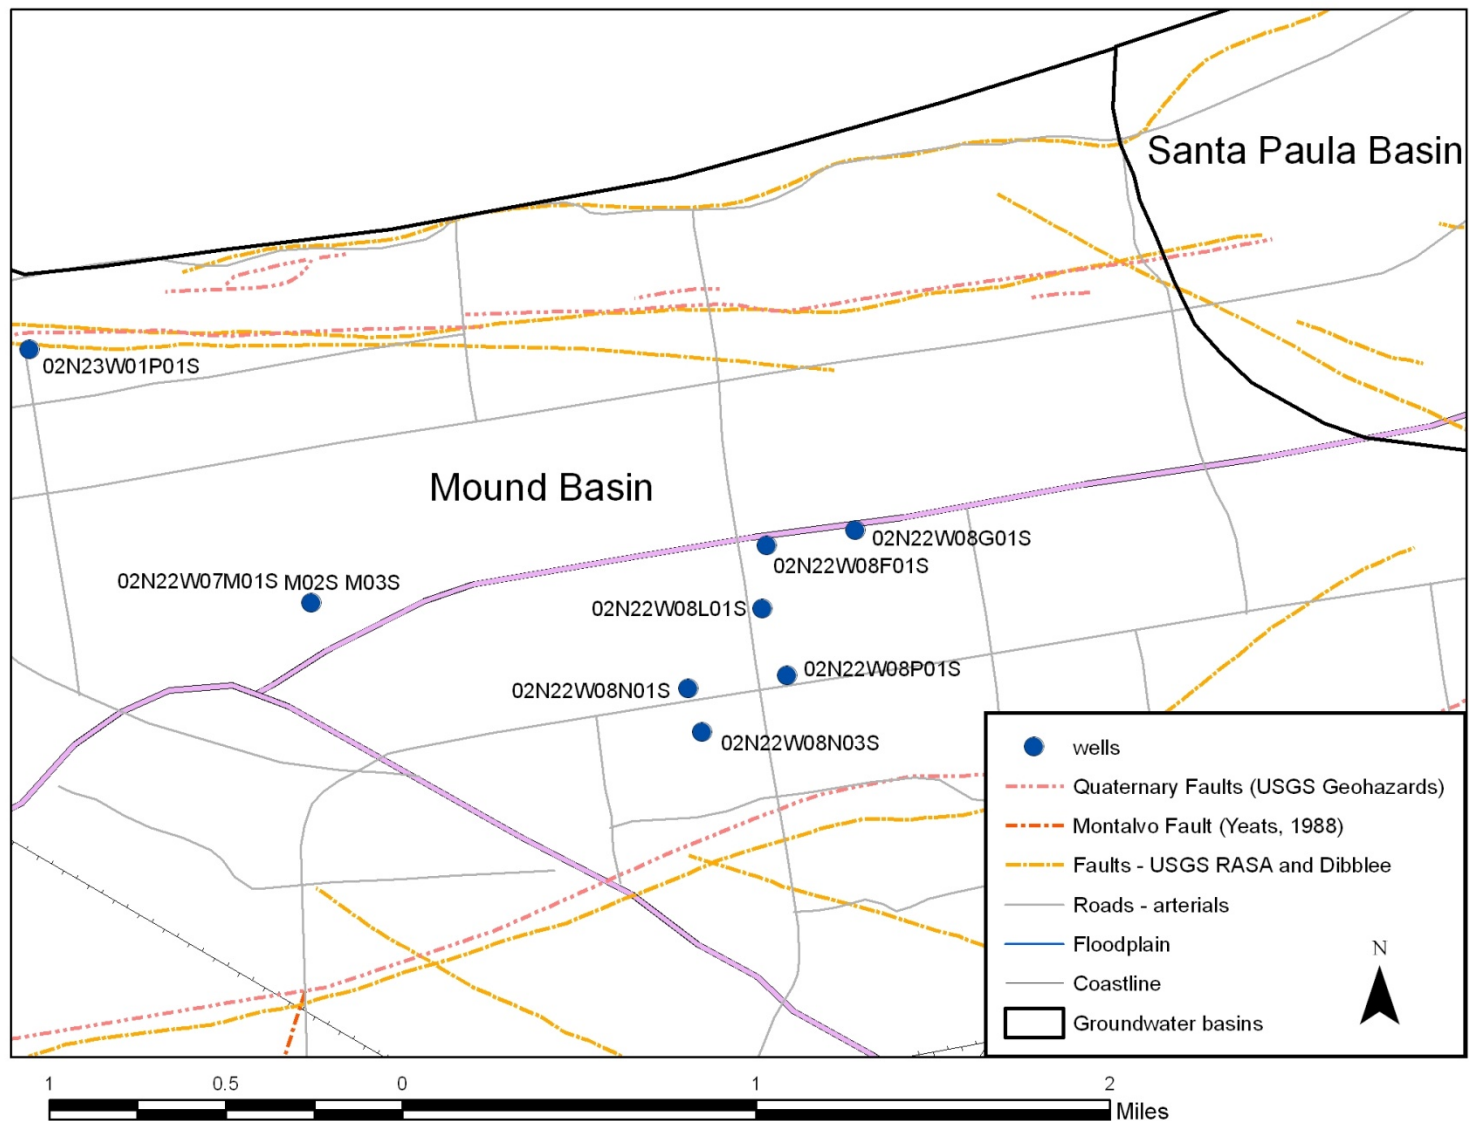 Santa Paula Basin
02N23W01P01S
Mound Basin
02N22W08G01S
02N22W08F01S
02N22W07M01S M02S M03S
02N22W08L01S
02N22W08P01S
02N22W08N01S
02N22W08N03S
wells
Quaternary Faults (USGS Geohazards)
Montalvo Fault (Yeats, 1988)
Faults - USGS RASA and Dibblee
Roads - arterials
Floodplain
Coastline
Groundwater basins
N
1 0.5 0 1 2
Miles